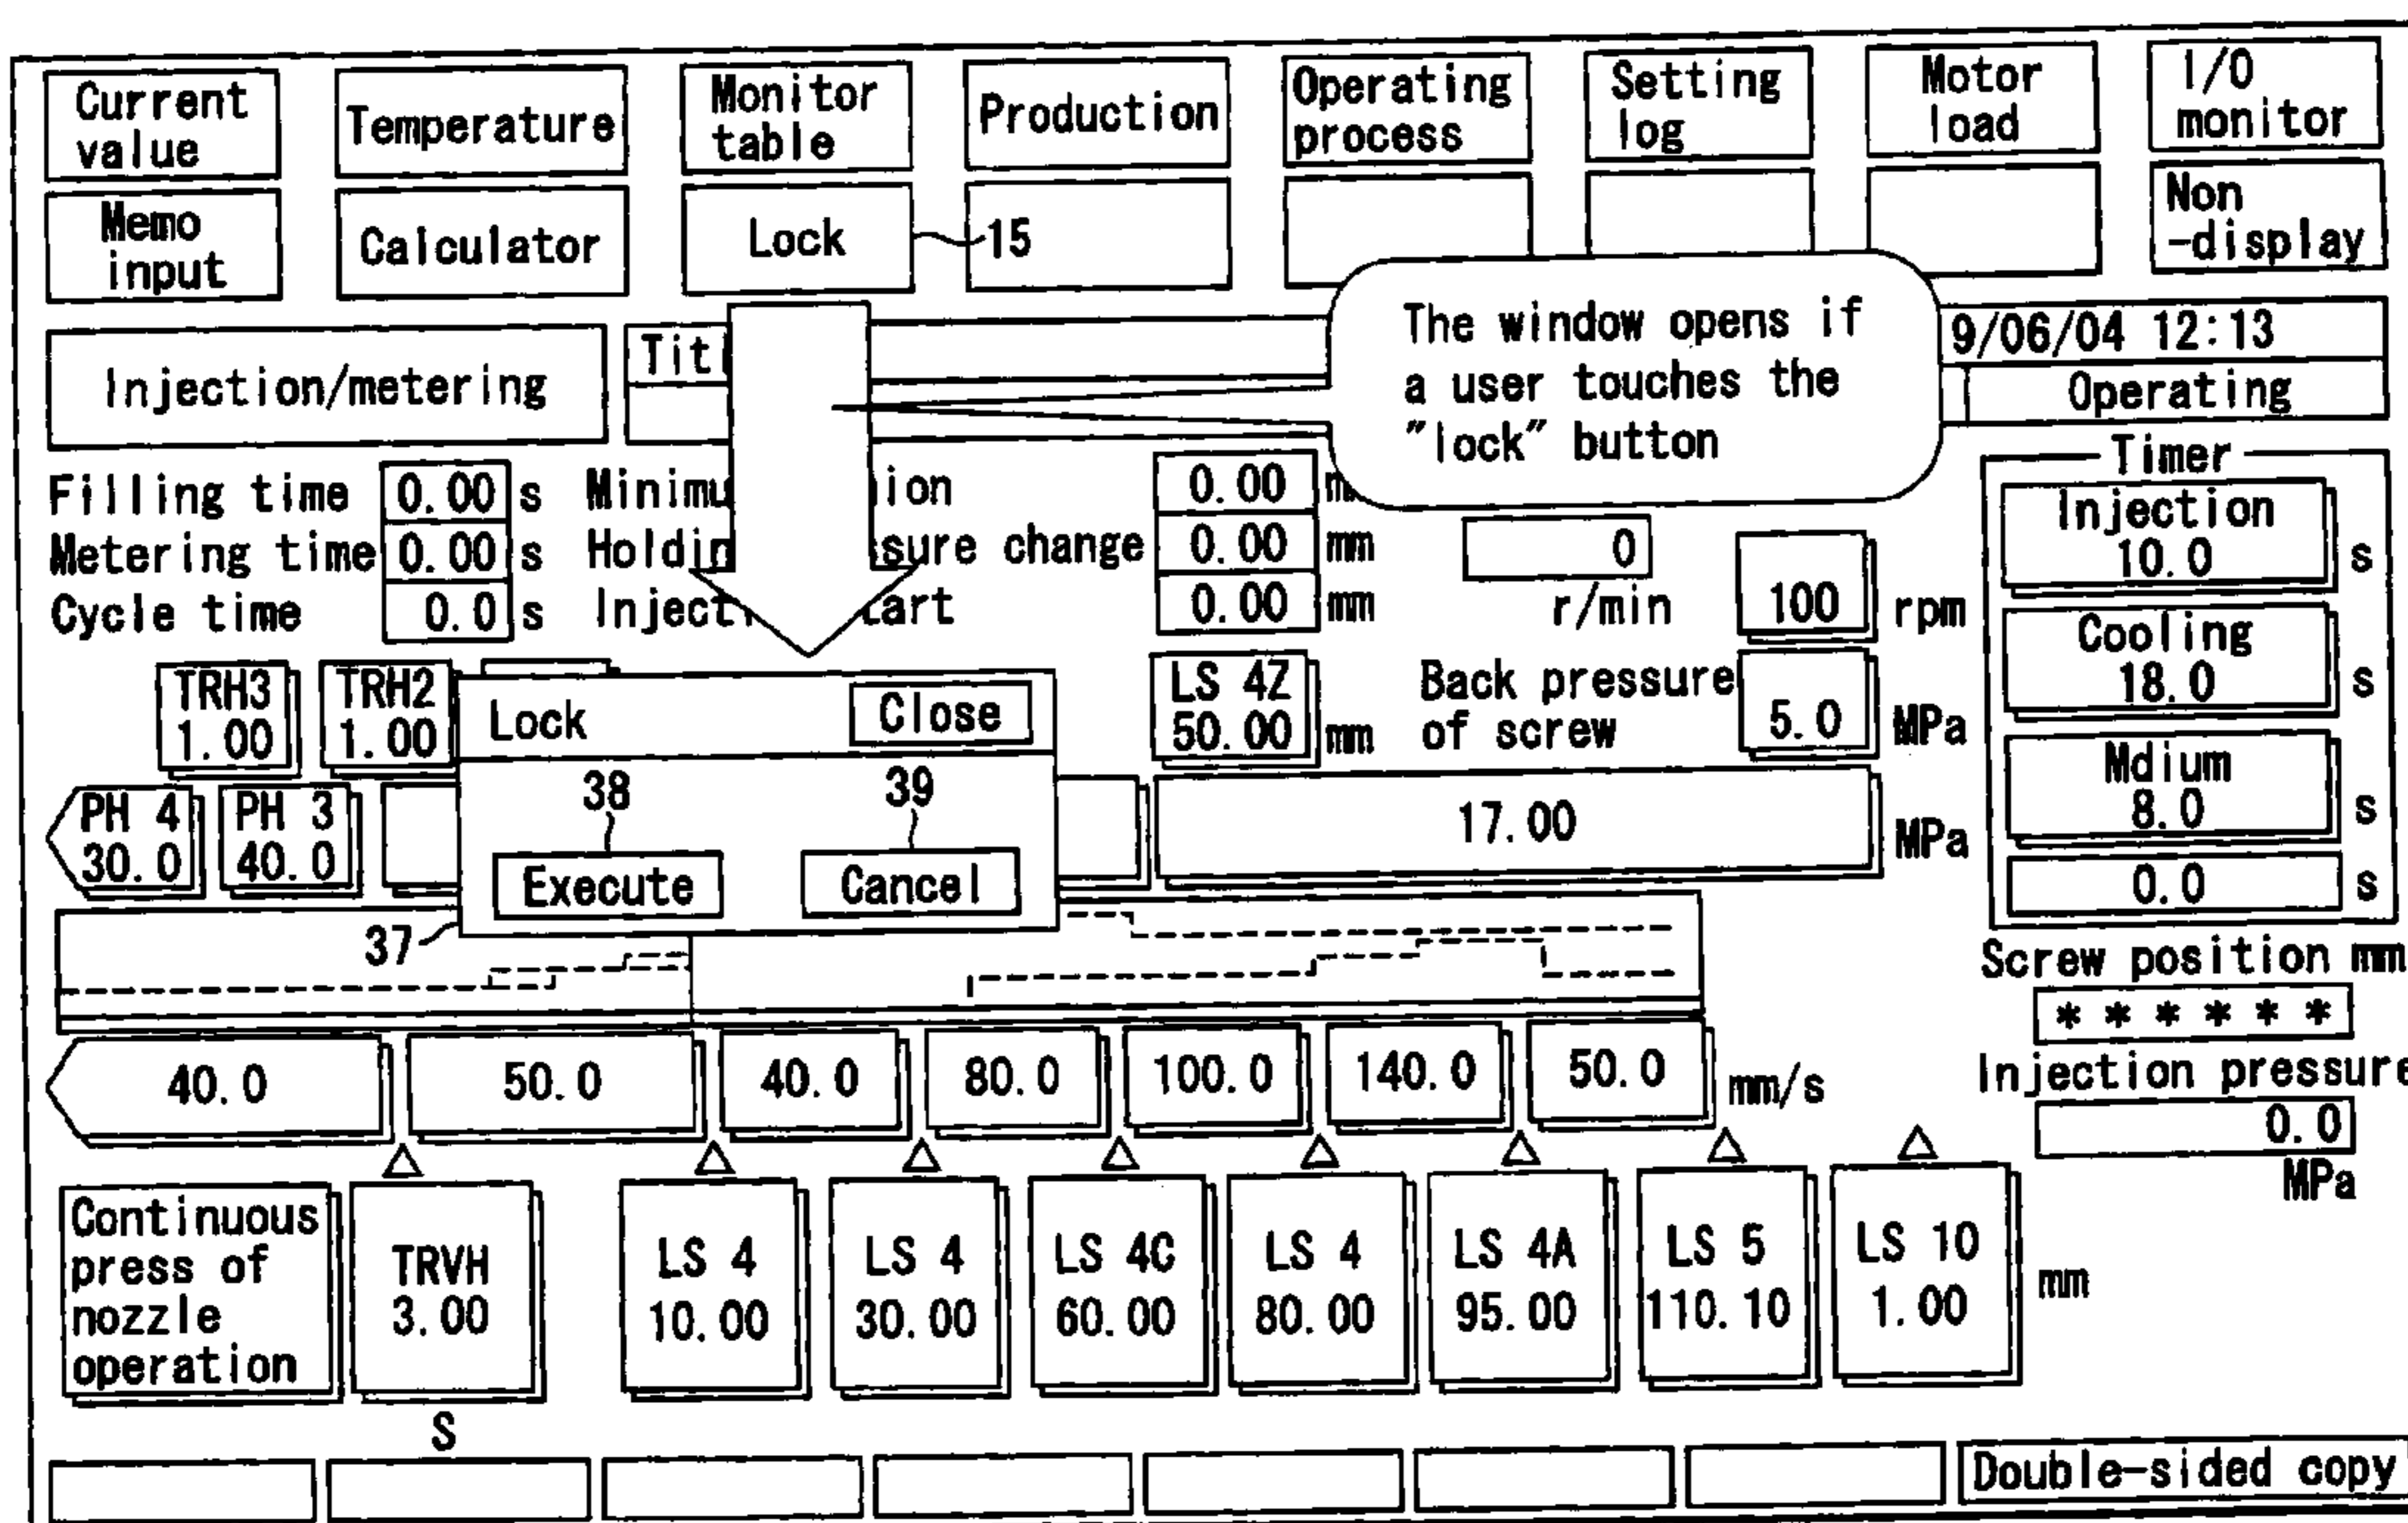 Current
value
Temperature
Monitor
table
Production
Operating
process
Setting
log
Motor
load
I/O
monitor
Memo
input
Calculator
Lock
15
Non
-display
Injection/metering
Tit
The window opens if
a user touches the
"lock" button
9/06/04 12:13
Operating
Filling time 0.00 s
Metering time 0.00 s
Cycle time 0.0 s
Minimu ion 0.00 m
Holdin sure change 0.00 mm
Injecti tart 0.00 mm
0
r/min
100 rpm
Timer
Injection
10.0 s
Cooling
18.0 s
Mdium
8.0 s
0.0 s
TRH3
1.00
TRH2
1.00
Lock
Close
LS 4Z
50.00 mm
Back pressure
of screw
5.0 MPa
PH 4
30.0
PH 3
40.0
38
39
Execute
Cancel
37
17.00 MPa
Screw position mm
* * * * * *
Injection pressure
0.0
MPa
40.0
50.0
40.0
80.0
100.0
140.0
50.0
mm/s
Continuous
press of
nozzle
operation
TRVH
3.00
S
LS 4
10.00
LS 4
30.00
LS 4C
60.00
LS 4
80.00
LS 4A
95.00
LS 5
110.10
LS 10
1.00
mm
Double-sided copy